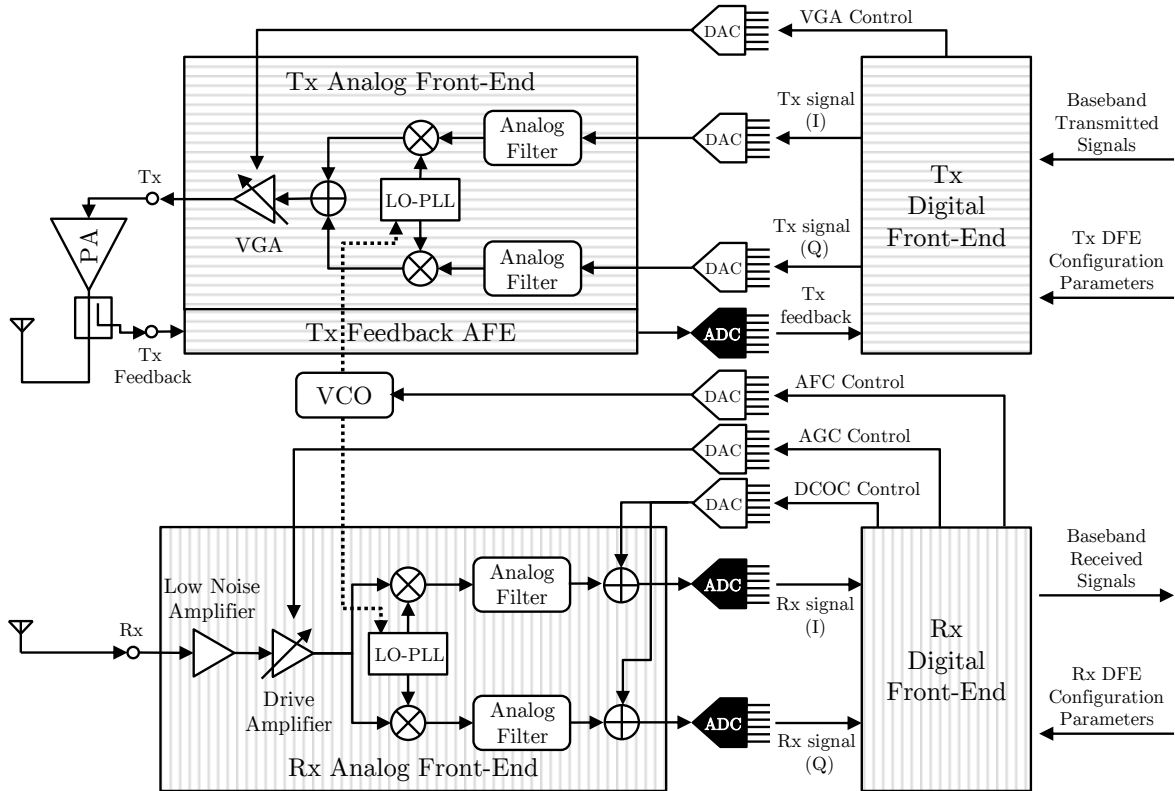 VGA Control
DAC
Tx Analog Front-End
Tx signal
(I)
Analog
Filter
DAC
Baseband
Transmitted
Signals
Tx
LO-PLL
Tx
Digital
Front-End
PA
VGA
Tx signal
(Q)
Analog
Filter
DAC
Tx DFE
Configuration
Parameters
Tx
feedback
Tx Feedback AFE
ADC
Tx
Feedback
VCO
DAC
AFC Control
DAC
AGC Control
DAC
DCOC Control
Baseband
Received
Signals
Low Noise
Amplifier
Analog
Filter
ADC
Rx signal
(I)
Rx
LO-PLL
Rx
Digital
Front-End
Drive
Amplifier
Analog
Filter
ADC
Rx signal
(Q)
Rx DFE
Configuration
Parameters
Rx Analog Front-End